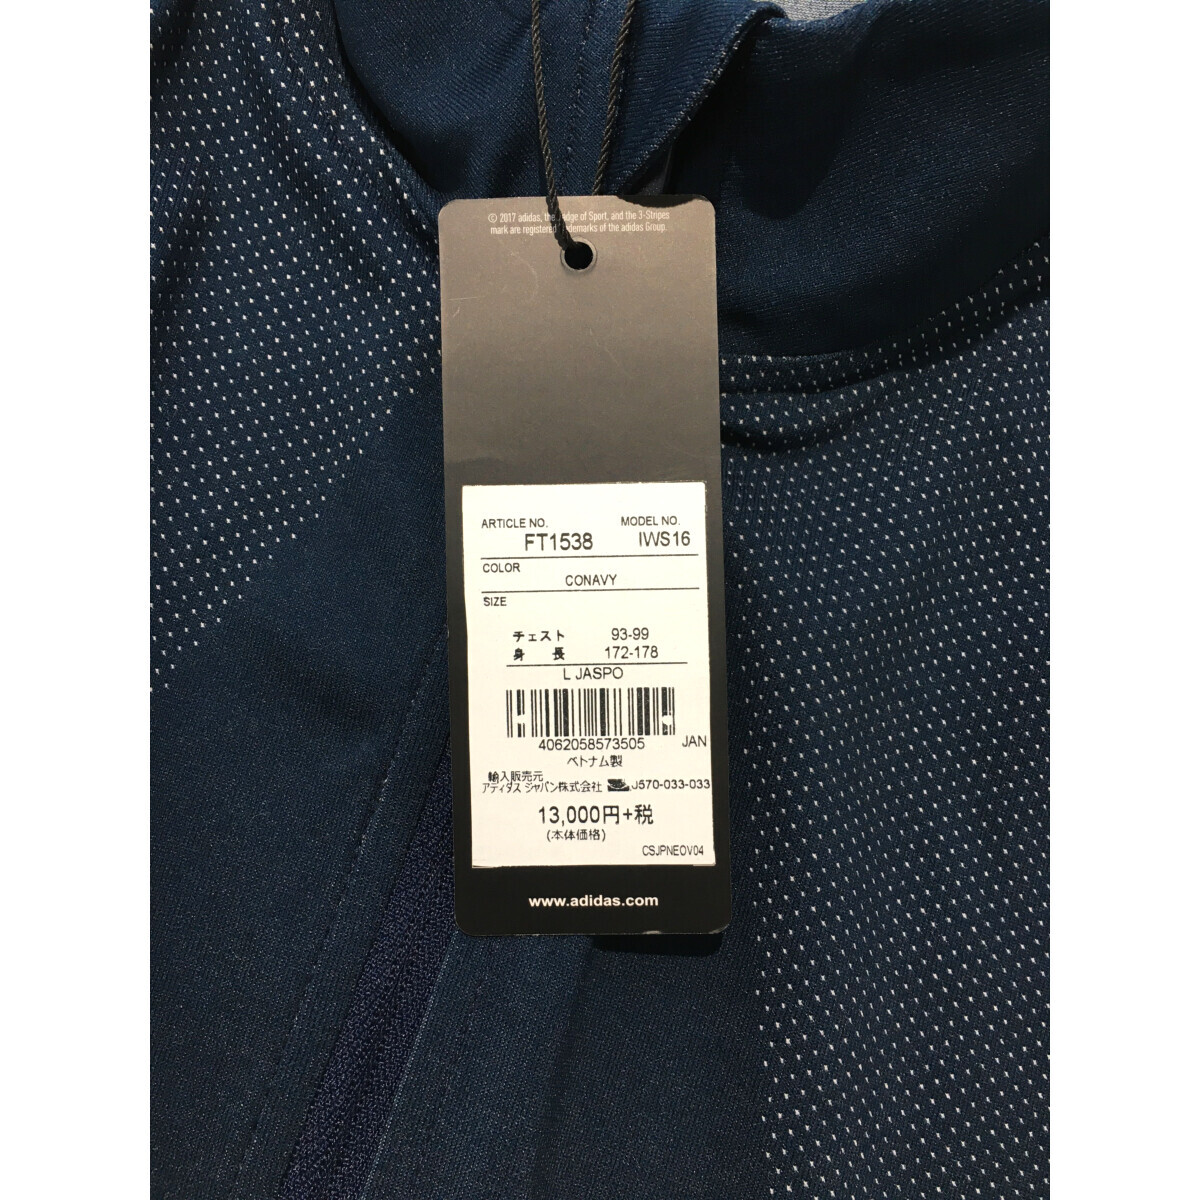 © 2017 adidas, the adge of Sport, and the 3-Stripes
mark are registered demarks of the adidas Group.
ARTICLE NO. MODEL NO.
FT1538 IWS16
COLOR
CONAVY
SIZE
チェスト 93-99
身 長 172-178
L JASPO
4062058573505 JAN
ベトナム製
輸入販売元
アディダス ジャパン株式会社 J570-033-033
13,000円+税
(本体価格)
CSJPNEOV04
www.adidas.com